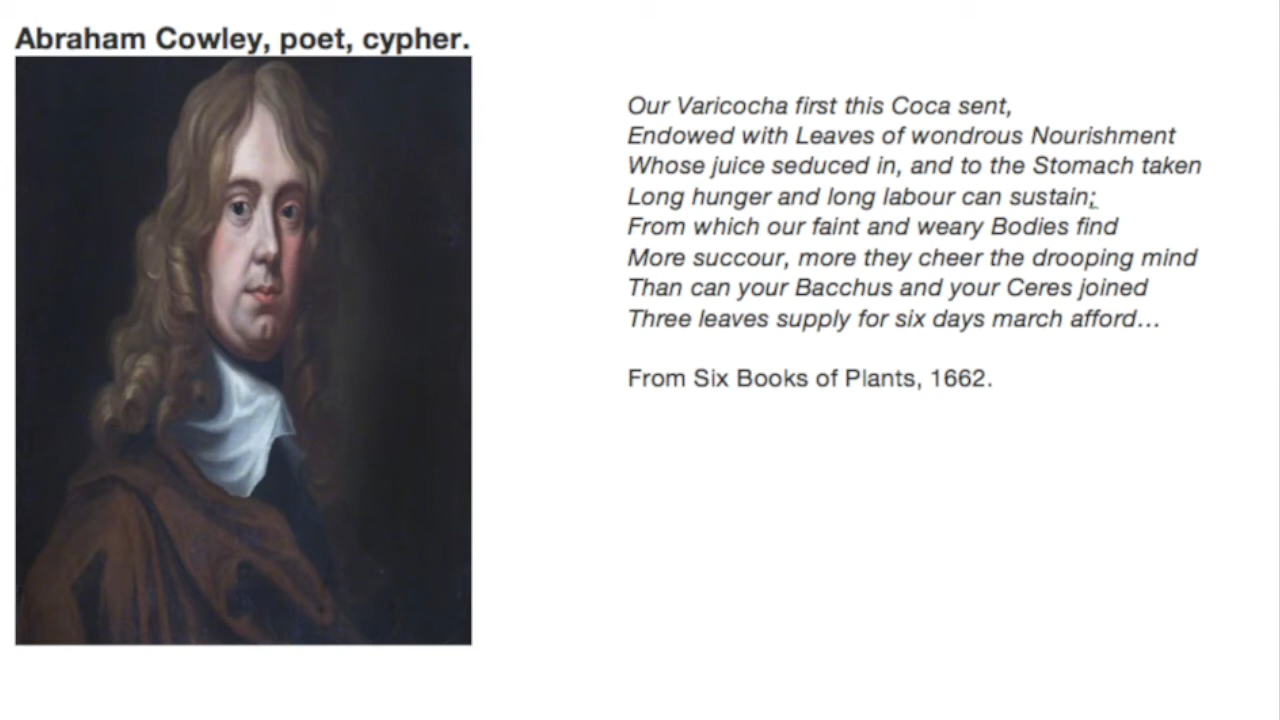 Abraham Cowley, poet, cypher.
Our Varicocha first this Coca sent,
Endowed with Leaves of wondrous Nourishment
Whose juice seduced in, and to the Stomach taken
Long hunger and long labour can sustain;
From which our faint and weary Bodies find
More succour, more they cheer the drooping mind
Than can your Bacchus and your Ceres joined
Three leaves supply for six days march afford…
From Six Books of Plants, 1662.